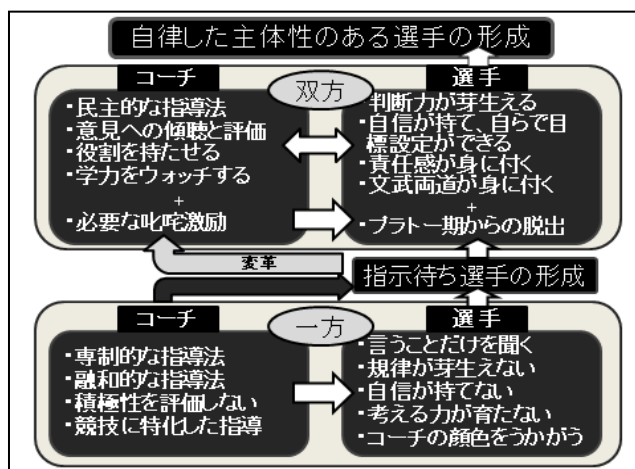 自律した主体性のある選手の形成
コーチ
双方
選手
・民主的な指導法
・意見への傾聴と評価
・役割を持たせる
・学力をウォッチする
+
・必要な叱咤激励
判断力が芽生える
・自信が持て、自らで目
標設定ができる
・責任感が身に付く
・文武両道が身に付く
+
・プラトー期からの脱出
変革
指示待ち選手の形成
コーチ
一方
選手
・専制的な指導法
・融和的な指導法
・積極性を評価しない
・競技に特化した指導
・言うことだけを聞く
・規律が芽生えない
・自信が持てない
・考える力が育たない
・コーチの顔色をうかがう